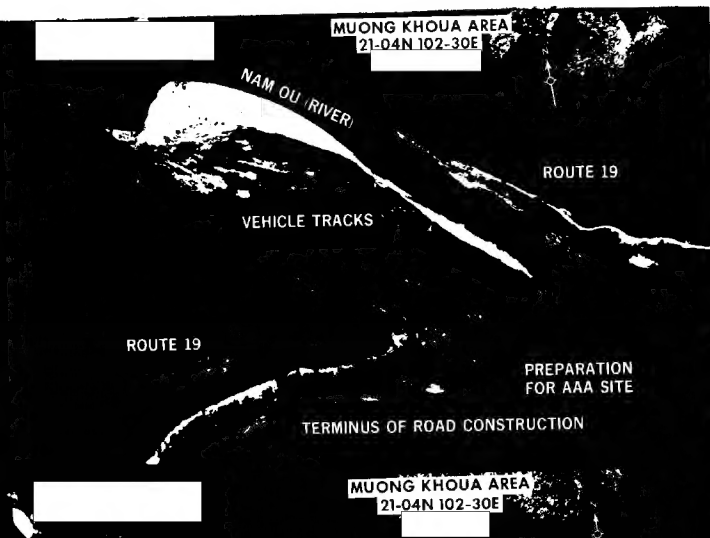 MUONG KHOUA AREA
21-04N 102-30E
NAM OU (RIVER)
ROUTE 19
VEHICLE TRACKS
ROUTE 19
PREPARATION
FOR AAA SITE
TERMINUS OF ROAD CONSTRUCTION
MUONG KHOUA AREA
21-04N 102-30E